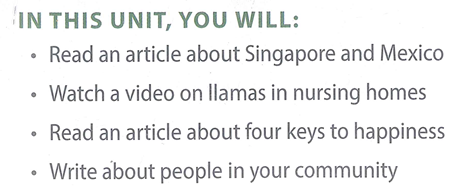 IN THIS UNIT, YOU WILL:
• Read an article about Singapore and Mexico
• Watch a video on llamas in nursing homes
• Read an article about four keys to happiness
• Write about people in your community